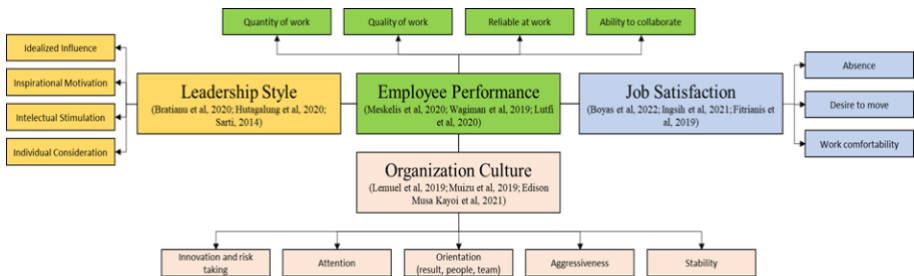 Quantity of work
Quality of work
Reliable at work
Ability to collaborate
Idealized Influence
Inspirational Motivation
Intelectual Stimulation
Individual Consideration
Leadership Style
(Bratianu et al, 2020; Hutagalung et al, 2020;
Sarti, 2014)
Employee Performance
(Meskelis et al, 2020; Wagiman et al, 2019; Lutfi
et al, 2020)
Job Satisfaction
(Boyas et al, 2022; Ingsih et al, 2021; Fitrianis et
al, 2019)
Absence
Desire to move
Work comfortability
Organization Culture
(Lemuel et al, 2019; Muizu et al, 2019; Edison
Musa Kayoi et al, 2021)
Innovation and risk
taking
Attention
Orientation
(result, people, team)
Aggressiveness
Stability